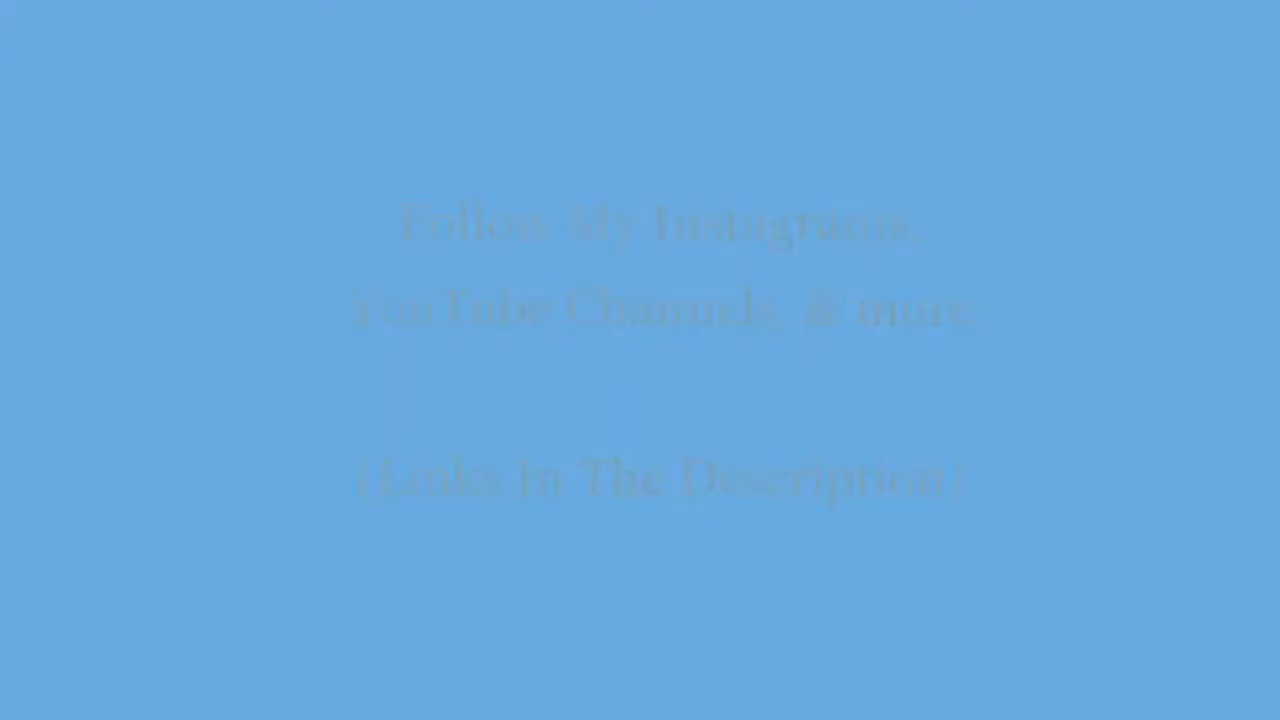 Follow My Instagrams,
YouTube Channels, & more
(Links In The Description)